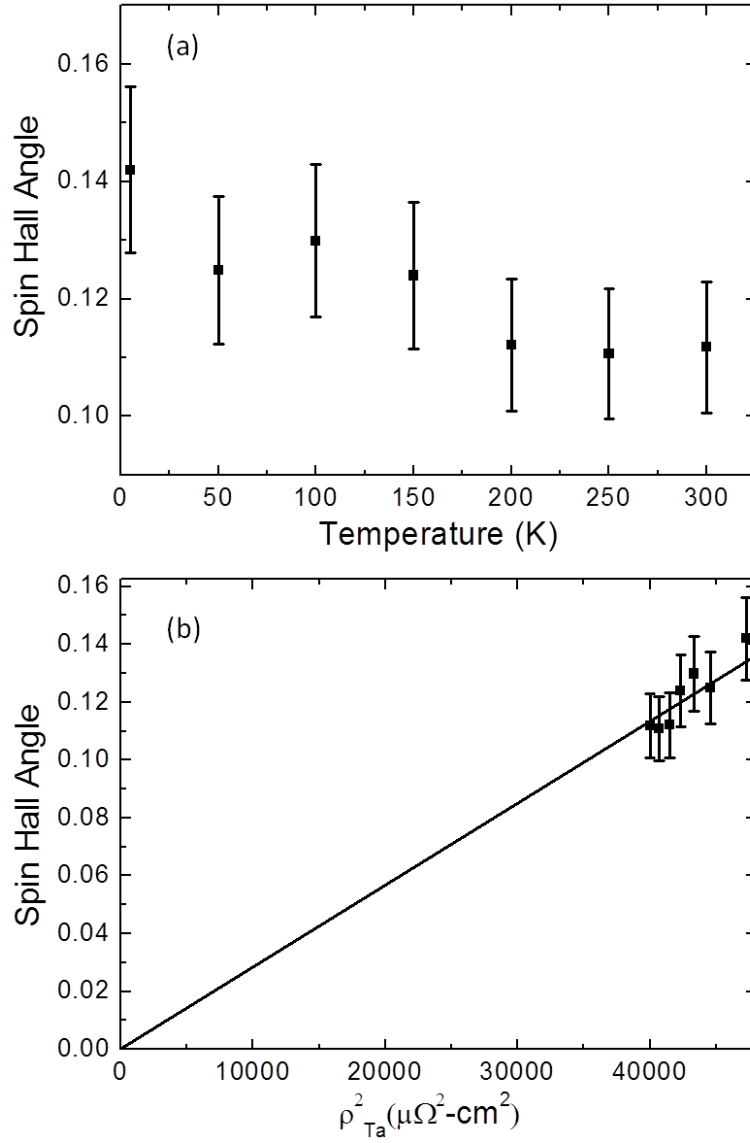 (a)
Spin Hall Angle
0.16
0.14
0.12
0.10
0 50 100 150 200 250 300
Temperature (K)
(b)
Spin Hall Angle
0.16
0.14
0.12
0.10
0.08
0.06
0.04
0.02
0.00
0 10000 20000 30000 40000
ρ²_Ta(μΩ²-cm²)